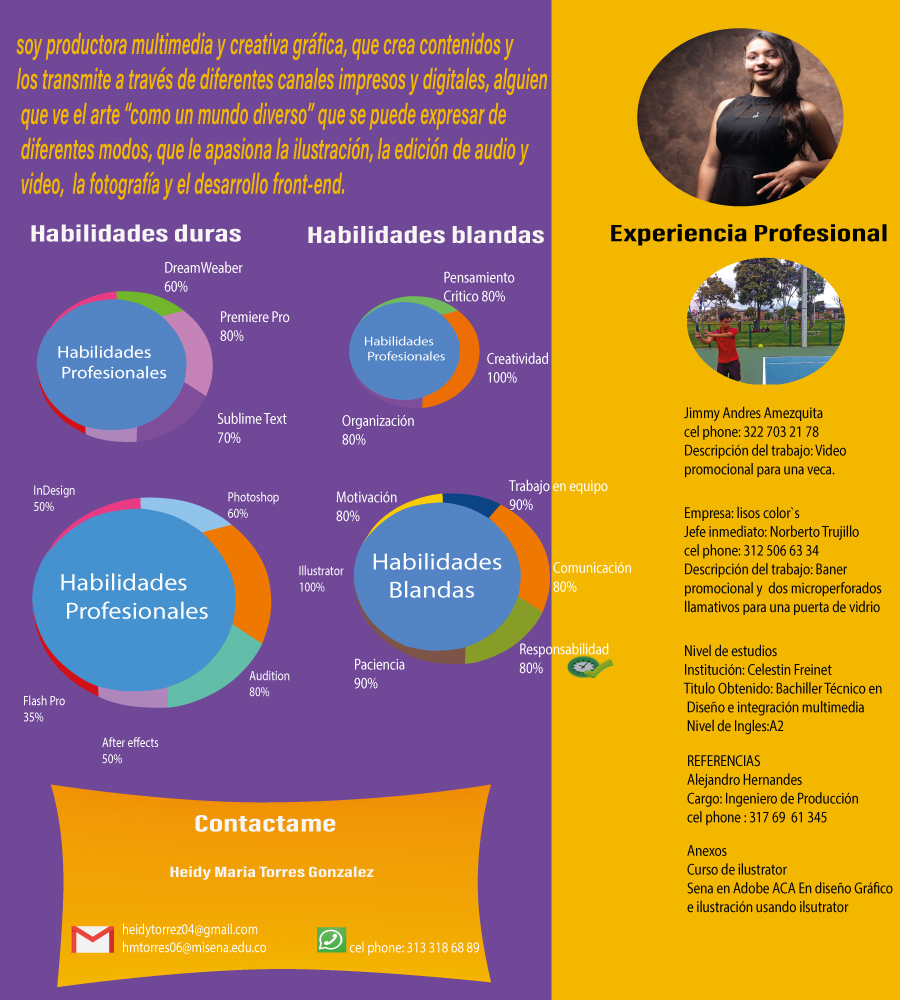 soy productora multimedia y creativa gráfica, que crea contenidos y
los transmite a través de diferentes canales impresos y digitales, alguien
que ve el arte “como un mundo diverso” que se puede expresar de
diferentes modos, que le apasiona la ilustración, la edición de audio y
video, la fotografía y el desarrollo front-end.
Habilidades duras
DreamWeaber
60%
Premiere Pro
80%
Habilidades
Profesionales
Sublime Text
70%
InDesign
50%
Photoshop
60%
Habilidades
Profesionales
Audition
80%
Flash Pro
35%
After effects
50%
Habilidades blandas
Pensamiento
Critico 80%
Habilidades
Profesionales
Creatividad
100%
Organización
80%
Motivación
80%
Trabajo en equipo
90%
Illustrator
100%
Habilidades
Blandas
Comunicación
80%
Responsabilidad
80%
Paciencia
90%
Contactame
Heidy Maria Torres Gonzalez
heidytorrez04@gmail.com
hmtorres06@misena.edu.co
cel phone: 313 318 68 89
Experiencia Profesional
Jimmy Andres Amezquita
cel phone: 322 703 21 78
Descripción del trabajo: Video
promocional para una veca.
Empresa: lisos color`s
Jefe inmediato: Norberto Trujillo
cel phone: 312 506 63 34
Descripción del trabajo: Baner
promocional y dos microperforados
llamativos para una puerta de vidrio
Nivel de estudios
Institución: Celestin Freinet
Titulo Obtenido: Bachiller Técnico en
Diseño e integración multimedia
Nivel de Ingles:A2
REFERENCIAS
Alejandro Hernandes
Cargo: Ingeniero de Producción
cel phone : 317 69 61 345
Anexos
Curso de ilustrator
Sena en Adobe ACA En diseño Gráfico
e ilustración usando ilsutrator